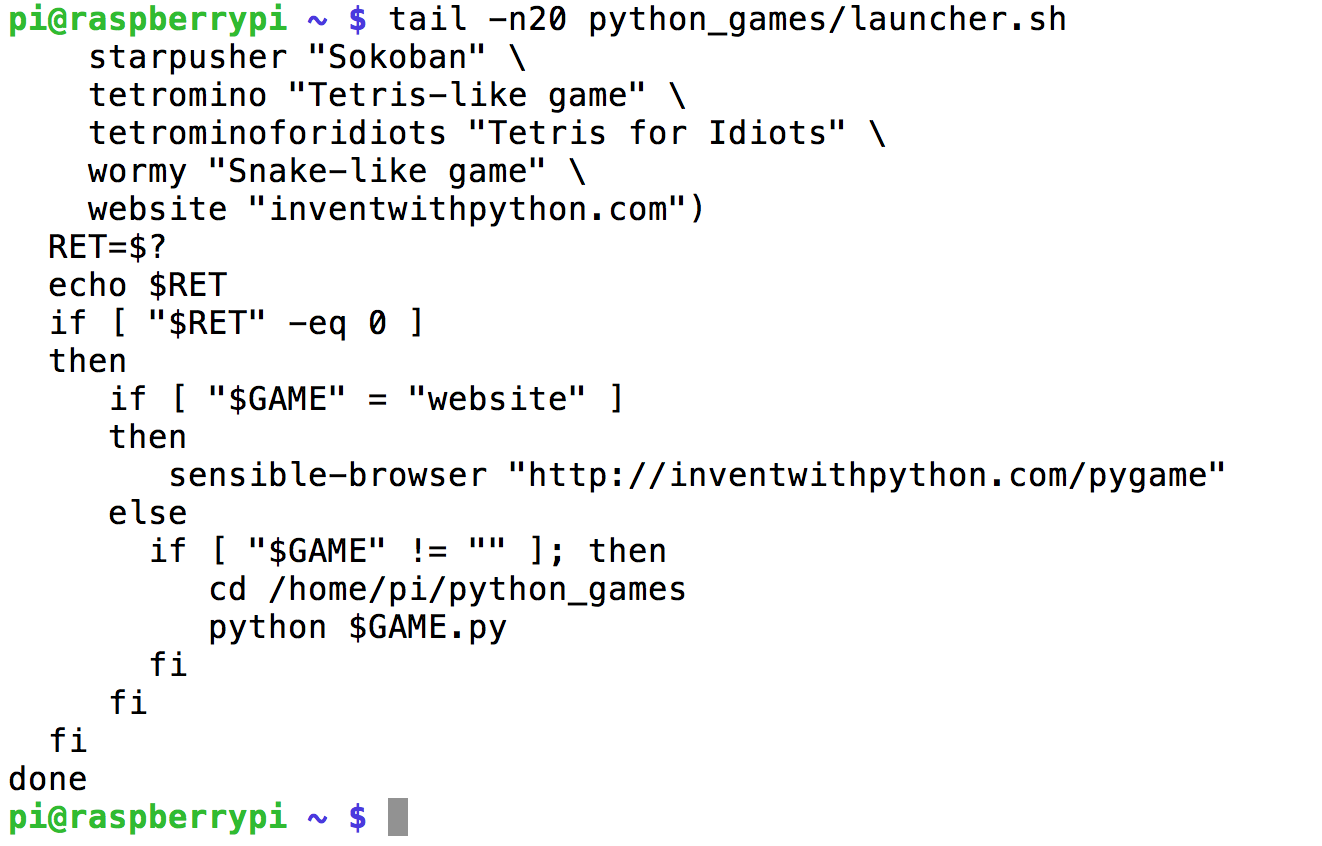 pi@raspberrypi ~ $ tail -n20 python_games/launcher.sh
    starpusher "Sokoban" \
    tetromino "Tetris-like game" \
    tetrominoforidiots "Tetris for Idiots" \
    wormy "Snake-like game" \
    website "inventwithpython.com")
  RET=$?
  echo $RET
  if [ "$RET" -eq 0 ]
  then
     if [ "$GAME" = "website" ]
     then
        sensible-browser "http://inventwithpython.com/pygame"
     else
       if [ "$GAME" != "" ]; then
          cd /home/pi/python_games
          python $GAME.py
       fi
     fi
  fi
done
pi@raspberrypi ~ $